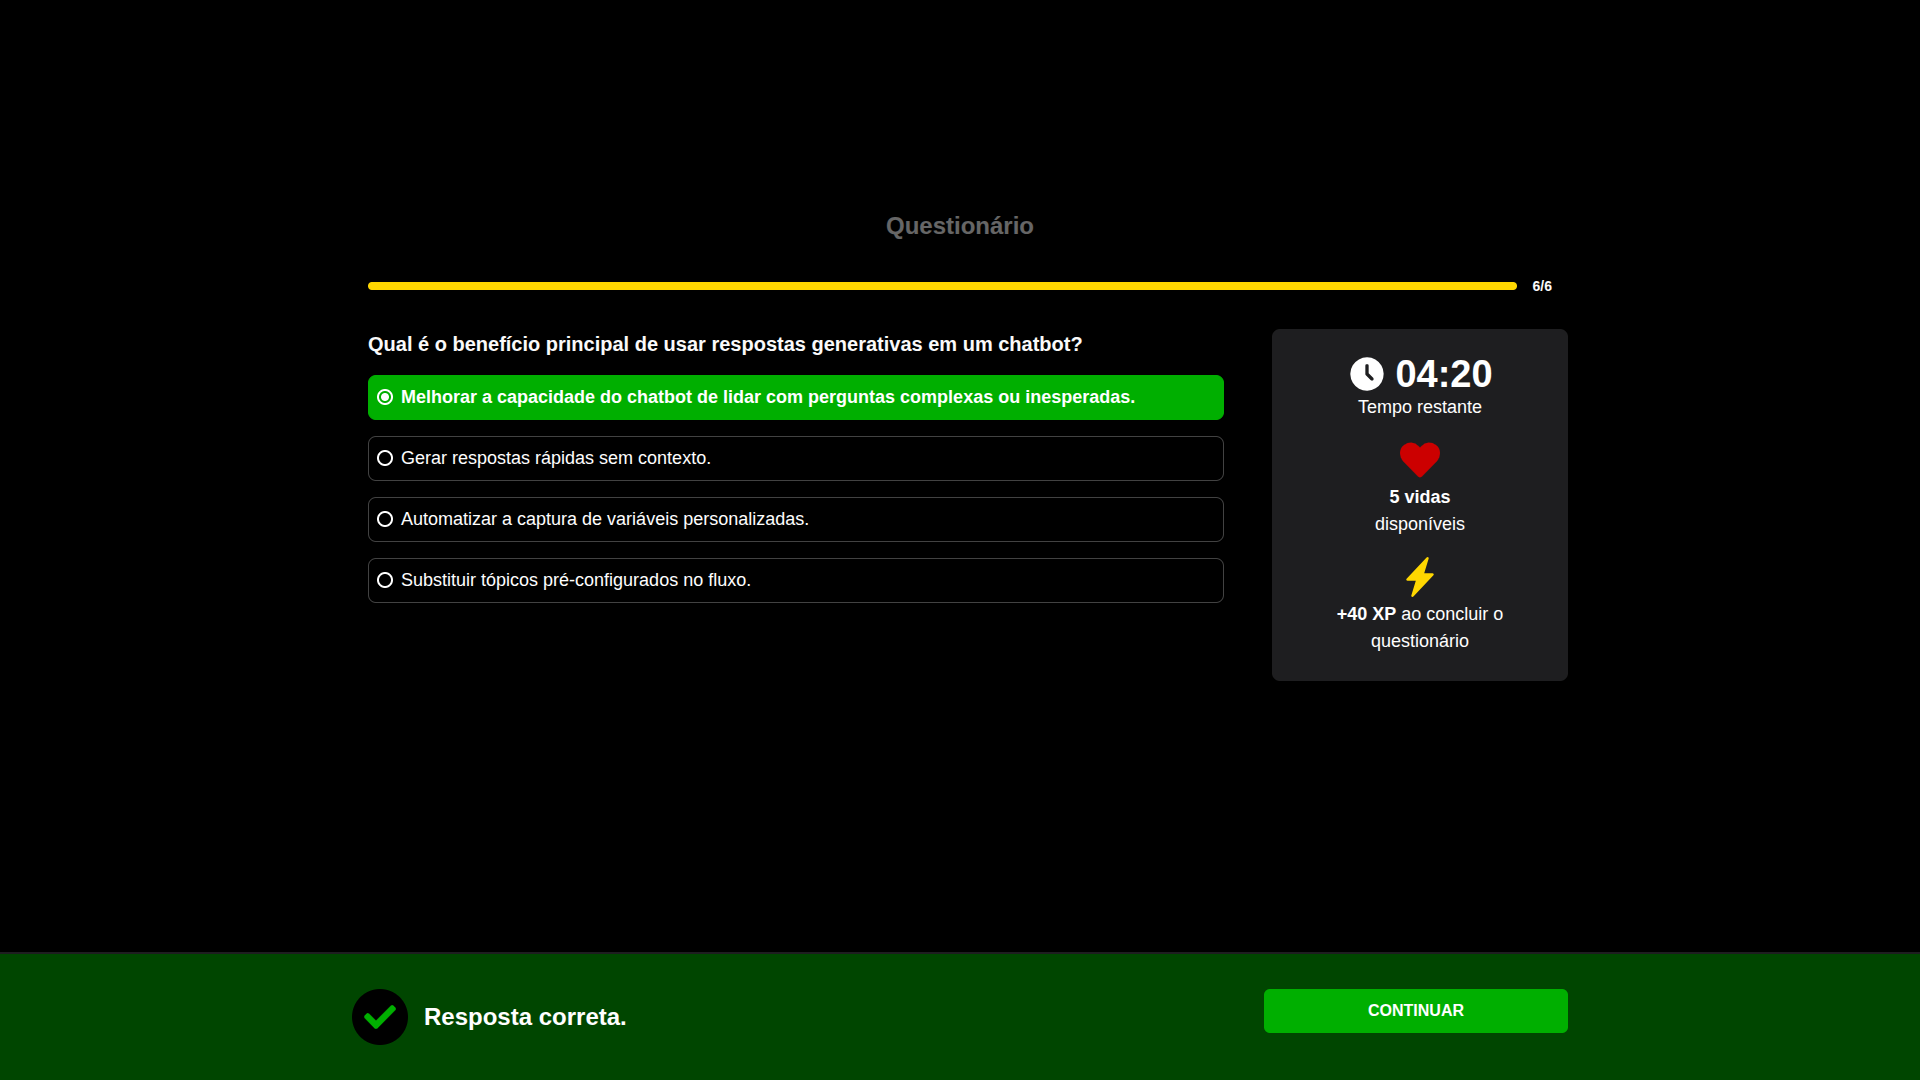 Questionário
6/6
Qual é o benefício principal de usar respostas generativas em um chatbot?
Melhorar a capacidade do chatbot de lidar com perguntas complexas ou inesperadas.
Gerar respostas rápidas sem contexto.
Automatizar a captura de variáveis personalizadas.
Substituir tópicos pré-configurados no fluxo.
04:20
Tempo restante
5 vidas
disponíveis
+40 XP ao concluir o
questionário
Resposta correta.
CONTINUAR